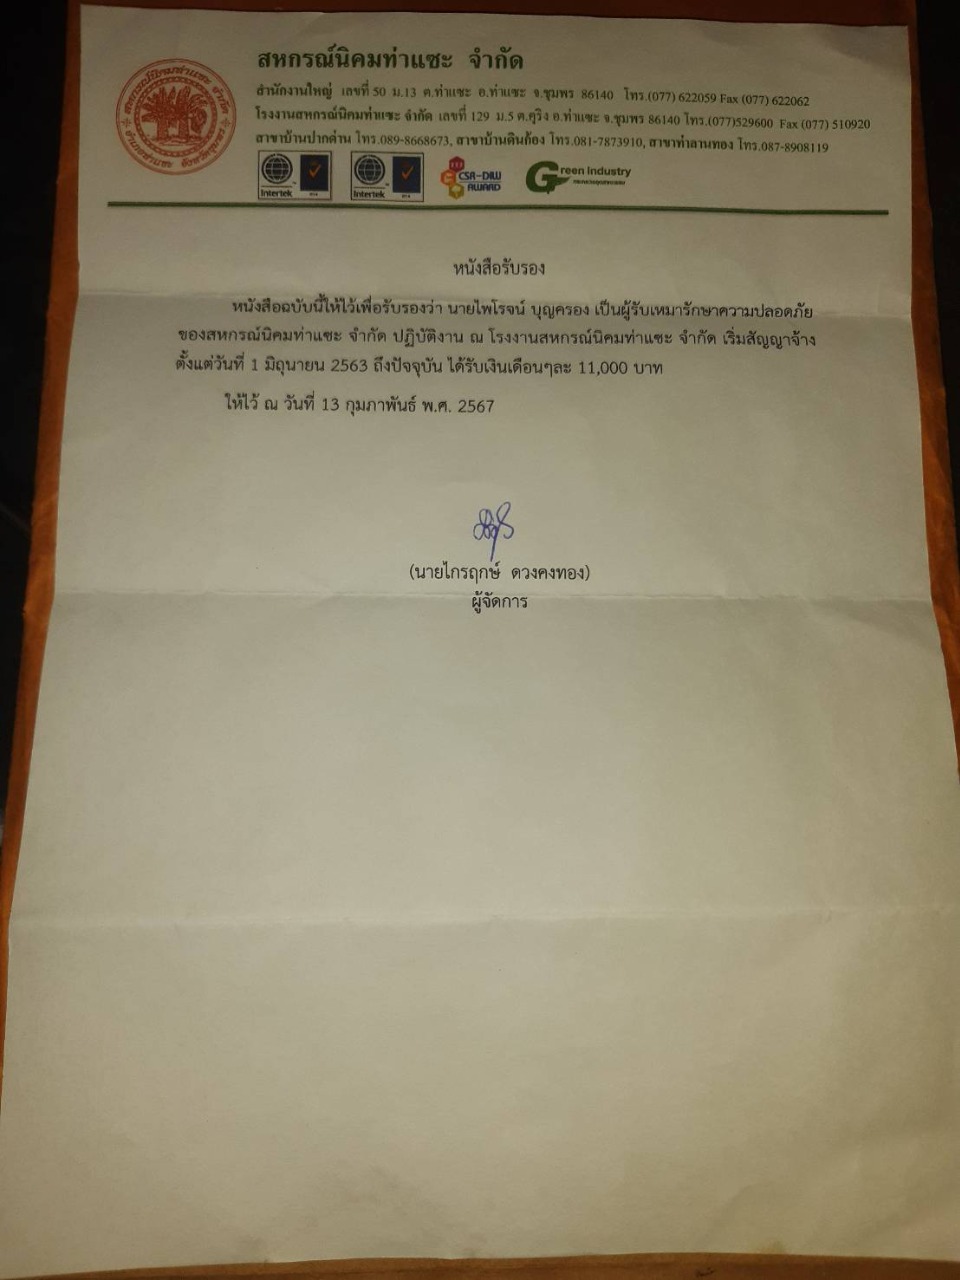 สหกรณ์นิคมท่าแซะ จำกัด
สำนักงานใหญ่ เลขที่ 50 ม.13 ต.ท่าแซะ อ.ท่าแซะ จ.ชุมพร 86140 โทร.(077) 622059 Fax (077) 622062
โรงงานสหกรณ์นิคมท่าแซะ จำกัด เลขที่ 129 ม.5 ต.คุริง อ.ท่าแซะ จ.ชุมพร 86140 โทร.(077)529600 Fax (077) 510920
สาขาบ้านปากด่าน โทร.089-8668673, สาขาบ้านดินก้อง โทร.081-7873910, สาขาท่าลานทอง โทร.087-8908119
Intertek
Intertek
CSR-DIW
AWARD
Green Industry
หนังสือรับรอง
หนังสือฉบับนี้ให้ไว้เพื่อรับรองว่า นายไพโรจน์ บุญครอง เป็นผู้รับเหมารักษาความปลอดภัย
ของสหกรณ์นิคมท่าแซะ จำกัด ปฏิบัติงาน ณ โรงงานสหกรณ์นิคมท่าแซะ จำกัด เริ่มสัญญาจ้าง
ตั้งแต่วันที่ 1 มิถุนายน 2563 ถึงปัจจุบัน ได้รับเงินเดือนๆละ 11,000 บาท
ให้ไว้ ณ วันที่ 13 กุมภาพันธ์ พ.ศ. 2567
(นายไกรฤกษ์ ดวงคงทอง)
ผู้จัดการ